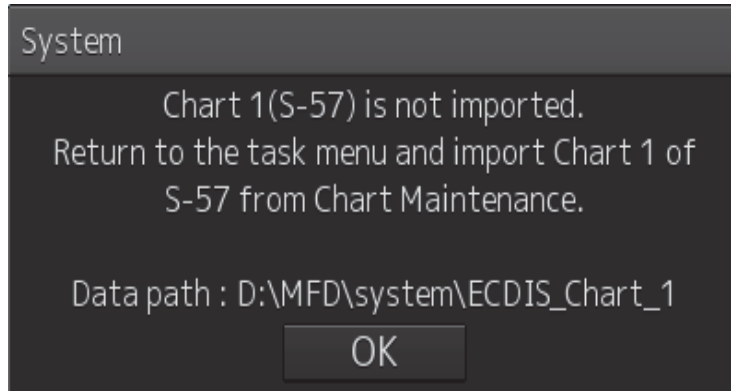 System
Chart 1(S-57) is not imported.
Return to the task menu and import Chart 1 of
S-57 from Chart Maintenance.
Data path : D:\MFD\system\ECDIS_Chart_1
OK